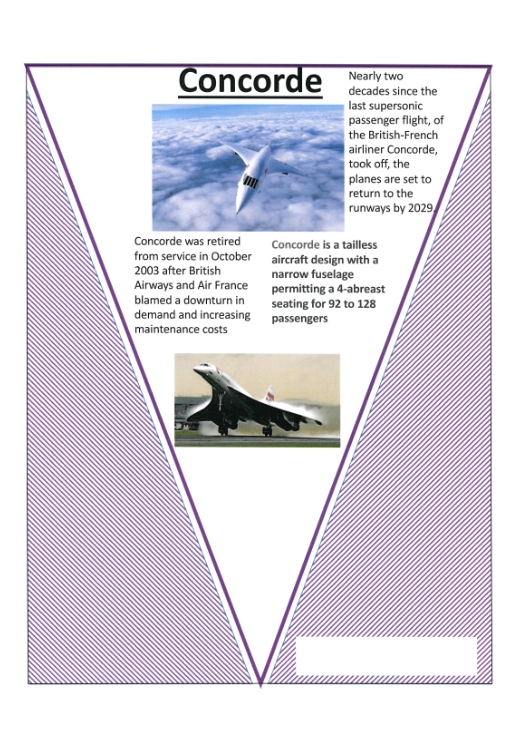 Concorde
Nearly two
decades since the
last supersonic
passenger flight, of
the British-French
airliner Concorde,
took off, the
planes are set to
return to the
runways by 2029.
Concorde was retired
from service in October
2003 after British
Airways and Air France
blamed a downturn in
demand and increasing
maintenance costs
Concorde is a tailless
aircraft design with a
narrow fuselage
permitting a 4-abreast
seating for 92 to 128
passengers